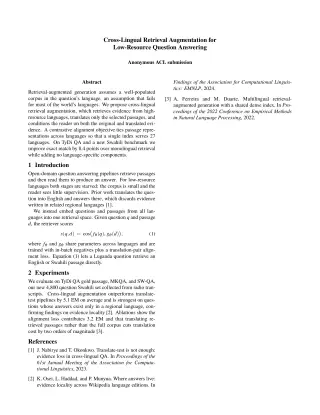 Cross-Lingual Retrieval Augmentation for
Low-Resource Question Answering
Anonymous ACL submission
Abstract
Retrieval-augmented generation assumes a well-populated
corpus in the question's language, an assumption that fails
for most of the world's languages. We propose cross-lingual
retrieval augmentation, which retrieves evidence from high-
resource languages, translates only the selected passages, and
conditions the reader on both the original and translated evi-
dence. A contrastive alignment objective ties passage repre-
sentations across languages so that a single index serves 27
languages. On TyDi QA and a new Swahili benchmark we
improve exact match by 8.4 points over monolingual retrieval
while adding no language-specific components.
1 Introduction
Open-domain question answering pipelines retrieve passages
and then read them to produce an answer. For low-resource
languages both stages are starved: the corpus is small and the
reader sees little supervision. Prior work translates the ques-
tion into English and answers there, which discards evidence
written in related regional languages [1].
We instead embed questions and passages from all lan-
guages into one retrieval space. Given question q and passage
d, the retriever scores
s(q, d) = cos(f_θ(q), g_θ(d)), (1)
where f_θ and g_θ share parameters across languages and are
trained with in-batch negatives plus a translation-pair align-
ment loss. Equation (1) lets a Luganda question retrieve an
English or Swahili passage directly.
2 Experiments
We evaluate on TyDi QA gold passage, MKQA, and SW-QA,
our new 4,800 question Swahili set collected from radio tran-
scripts. Cross-lingual augmentation outperforms translate-
test pipelines by 5.1 EM on average and is strongest on ques-
tions whose answers exist only in a regional language, con-
firming findings on evidence locality [2]. Ablations show the
alignment loss contributes 3.2 EM and that translating re-
trieved passages rather than the full corpus cuts translation
cost by two orders of magnitude [3].
References
[1] J. Nabirye and T. Okonkwo. Translate-test is not enough:
evidence loss in cross-lingual QA. In Proceedings of the
61st Annual Meeting of the Association for Computa-
tional Linguistics, 2023.
[2] K. Osei, L. Haddad, and P. Munyua. Where answers live:
evidence locality across Wikipedia language editions. In
Findings of the Association for Computational Linguis-
tics: EMNLP, 2024.
[3] A. Ferreira and M. Duarte. Multilingual retrieval-
augmented generation with a shared dense index. In Pro-
ceedings of the 2022 Conference on Empirical Methods
in Natural Language Processing, 2022.